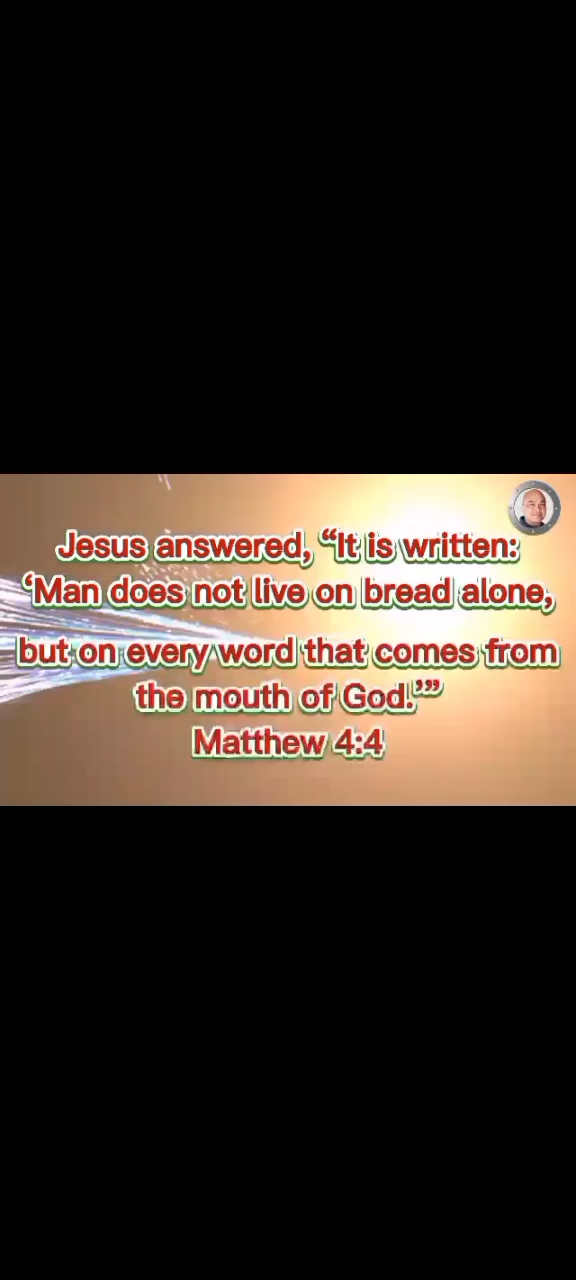 Jesus answered, “It is written:
‘Man does not live on bread alone,
but on every word that comes from
the mouth of God.’”
Matthew 4:4